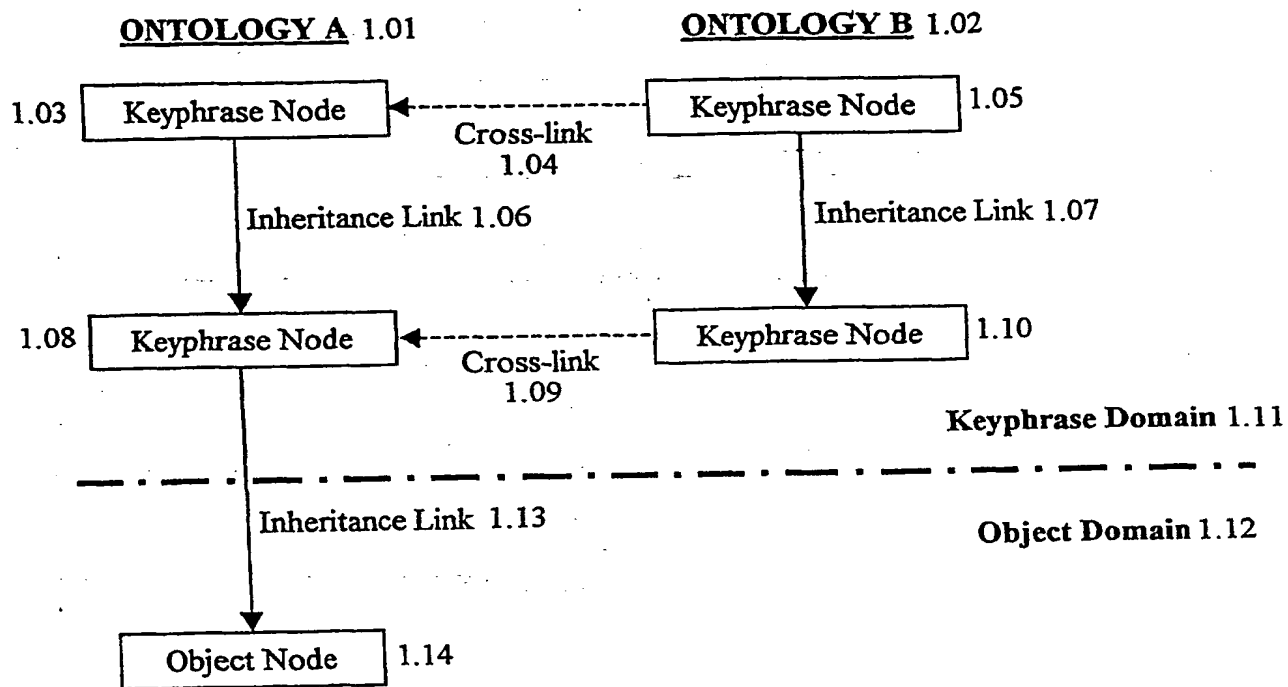 ONTOLOGY A 1.01 ONTOLOGY B 1.02
1.03 Keyphrase Node Keyphrase Node 1.05
Cross-link
1.04
Inheritance Link 1.06 Inheritance Link 1.07
1.08 Keyphrase Node Keyphrase Node 1.10
Cross-link
1.09
Keyphrase Domain 1.11
Inheritance Link 1.13
Object Domain 1.12
Object Node 1.14